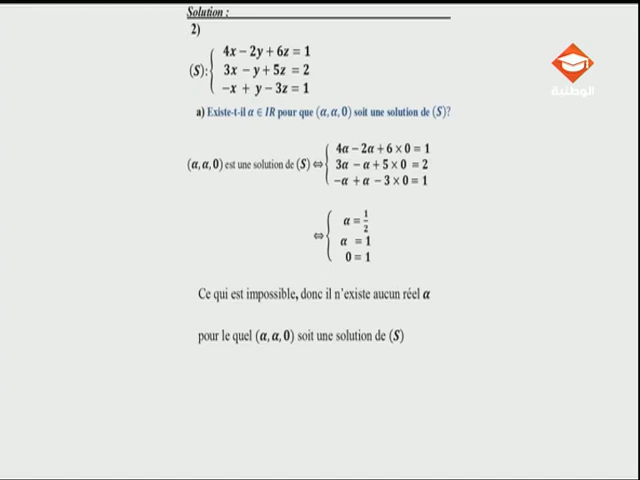 Solution :
2)
(S): { 4x − 2y + 6z = 1
3x − y + 5z = 2
−x + y − 3z = 1
a) Existe-t-il α ∈ IR pour que (α, α, 0) soit une solution de (S)?
(α, α, 0) est une solution de (S) ⇔ { 4α − 2α + 6 × 0 = 1
3α − α + 5 × 0 = 2
−α + α − 3 × 0 = 1
⇔ { α = 1/2
α = 1
0 = 1
Ce qui est impossible, donc il n'existe aucun réel α
pour le quel (α, α, 0) soit une solution de (S)
الوطنية